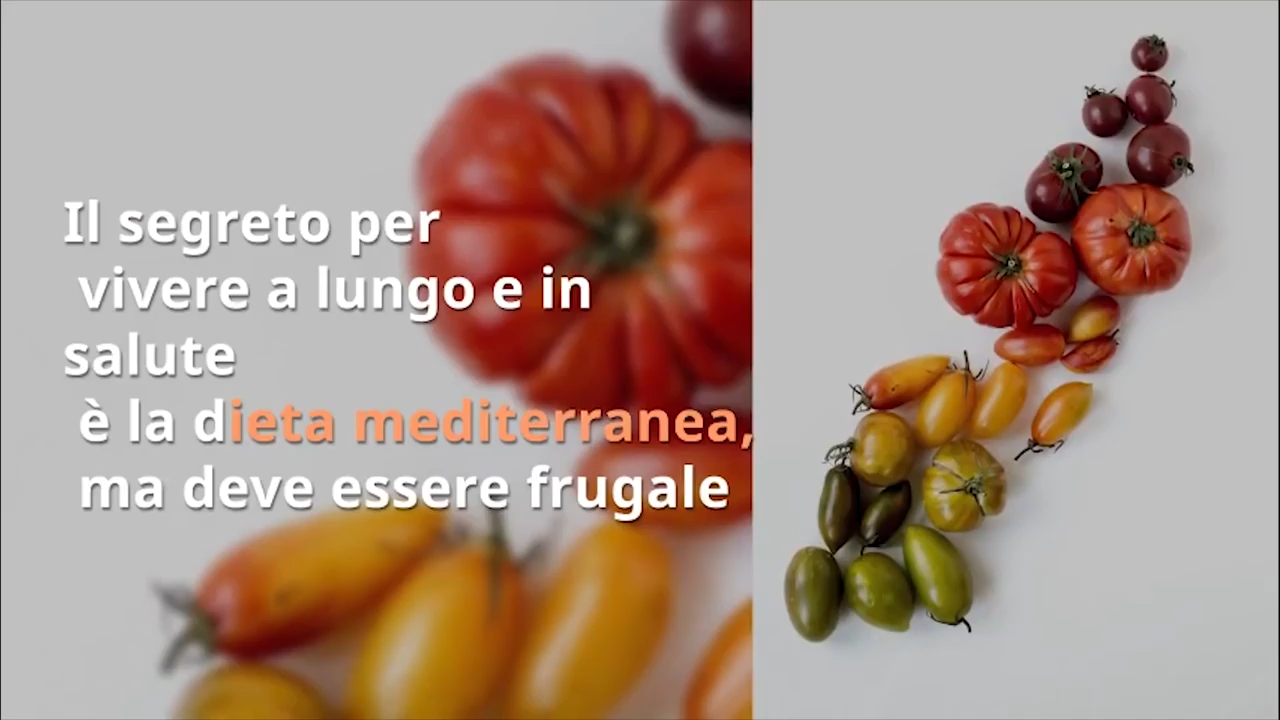 Il segreto per
vivere a lungo e in
salute
è la dieta mediterranea,
ma deve essere frugale